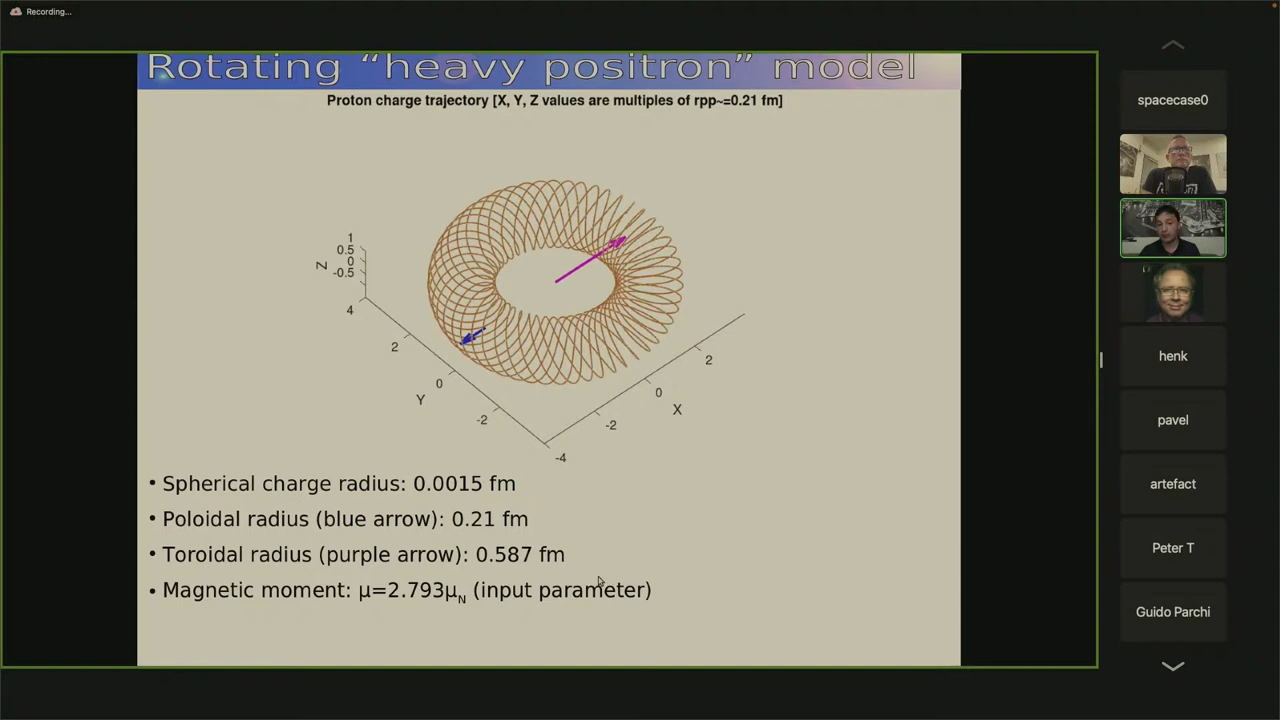 Recording...
Rotating “heavy positron” model
Proton charge trajectory [X, Y, Z values are multiples of rpp~=0.21 fm]
1
0.5
0
-0.5
Z
4
2
0
-2
-4
Y
2
0
-2
X
• Spherical charge radius: 0.0015 fm
• Poloidal radius (blue arrow): 0.21 fm
• Toroidal radius (purple arrow): 0.587 fm
• Magnetic moment: μ=2.793μN (input parameter)
spacecase0
henk
pavel
artefact
Peter T
Guido Parchi